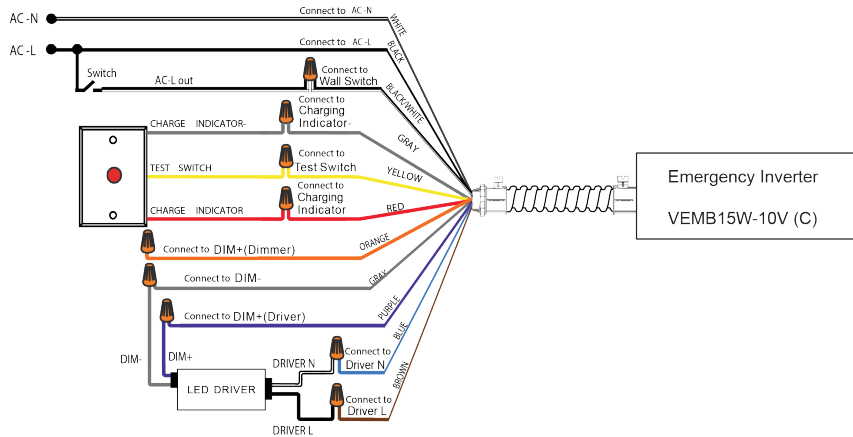 AC-N
Connect to AC-N
WHITE
AC-L
Connect to AC-L
BLACK
Switch
AC-L out
Connect to
Wall Switch
BLACK/WHITE
CHARGE INDICATOR-
Connect to
Charging
Indicator-
GRAY
TEST SWITCH
Connect to
Test Switch
YELLOW
CHARGE INDICATOR
Connect to
Charging
Indicator
RED
Emergency Inverter
VEMB15W-10V (C)
Connect to DIM+(Dimmer)
ORANGE
Connect to DIM-
GRAY
Connect to DIM+(Driver)
PURPLE
DIM-
DIM+
LED DRIVER
DRIVER N
Connect to
Driver N
BLUE
DRIVER L
Connect to
Driver L
BROWN